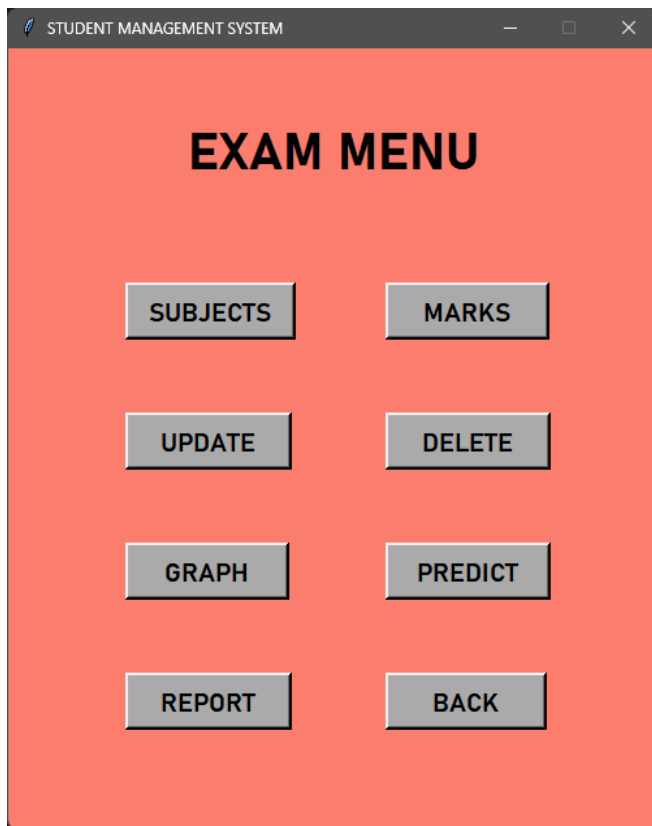 STUDENT MANAGEMENT SYSTEM
EXAM MENU
SUBJECTS MARKS
UPDATE DELETE
GRAPH PREDICT
REPORT BACK